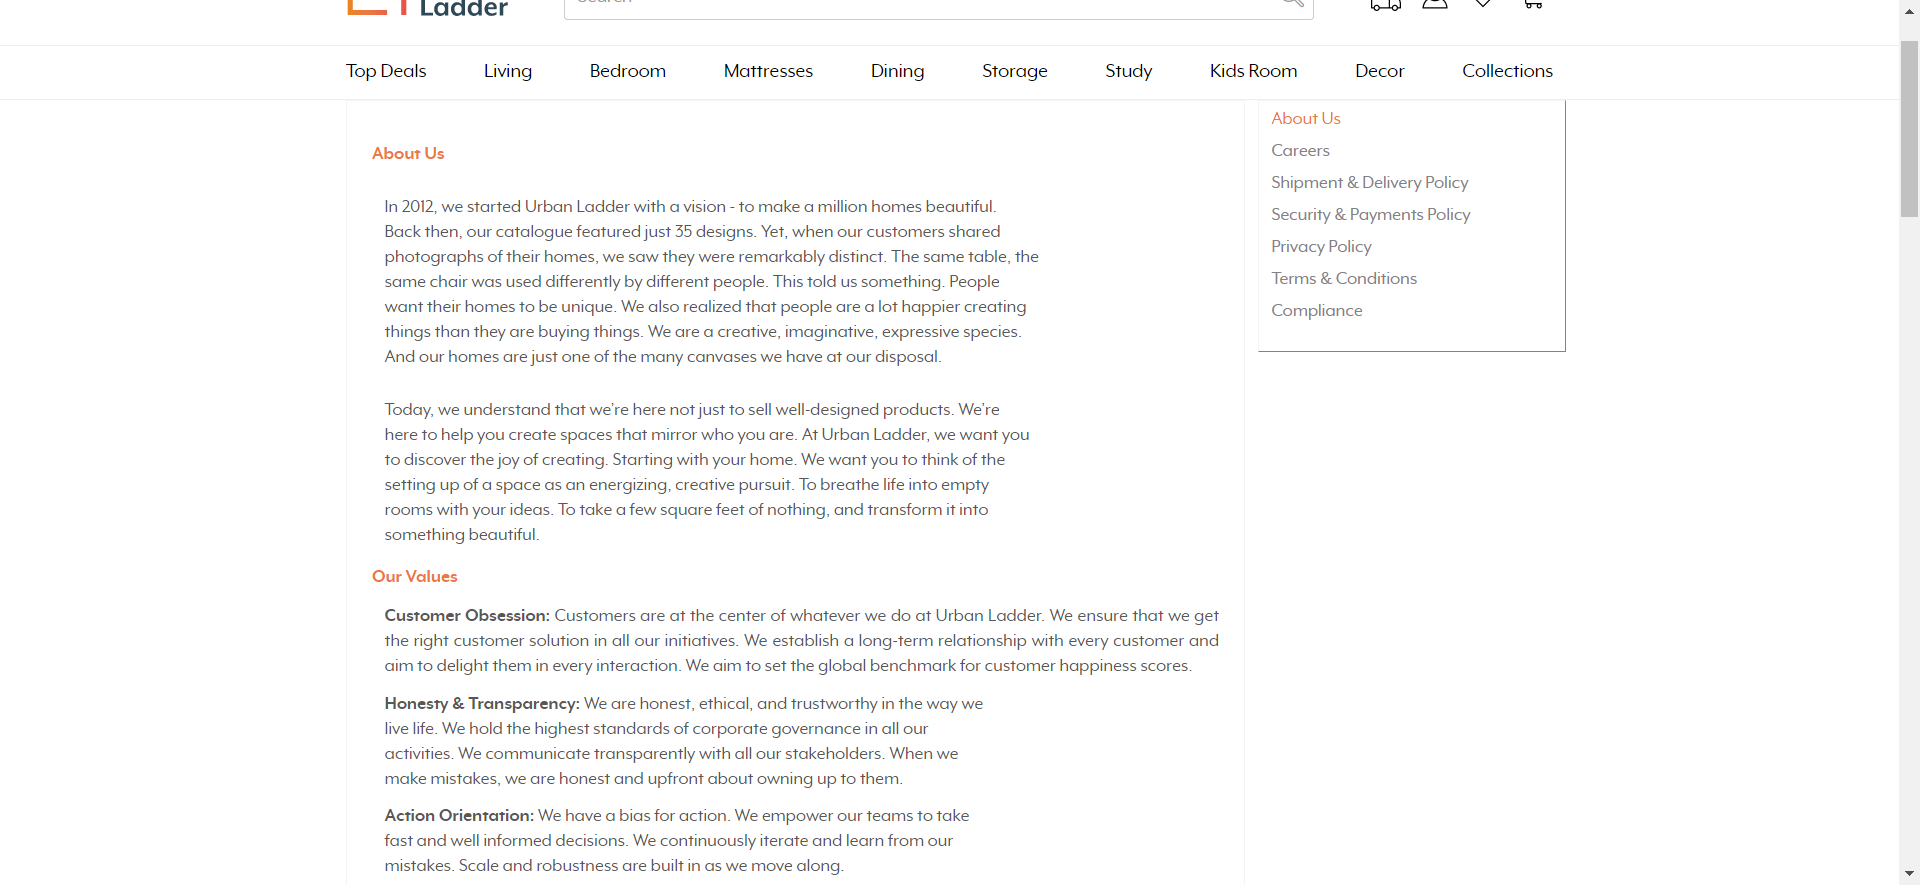 Ladder
Top Deals
Living
Bedroom
Mattresses
Dining
Storage
Study
Kids Room
Decor
Collections
About Us
In 2012, we started Urban Ladder with a vision - to make a million homes beautiful.
Back then, our catalogue featured just 35 designs. Yet, when our customers shared
photographs of their homes, we saw they were remarkably distinct. The same table, the
same chair was used differently by different people. This told us something. People
want their homes to be unique. We also realized that people are a lot happier creating
things than they are buying things. We are a creative, imaginative, expressive species.
And our homes are just one of the many canvases we have at our disposal.
Today, we understand that we’re here not just to sell well-designed products. We’re
here to help you create spaces that mirror who you are. At Urban Ladder, we want you
to discover the joy of creating. Starting with your home. We want you to think of the
setting up of a space as an energizing, creative pursuit. To breathe life into empty
rooms with your ideas. To take a few square feet of nothing, and transform it into
something beautiful.
Our Values
Customer Obsession: Customers are at the center of whatever we do at Urban Ladder. We ensure that we get
the right customer solution in all our initiatives. We establish a long-term relationship with every customer and
aim to delight them in every interaction. We aim to set the global benchmark for customer happiness scores.
Honesty & Transparency: We are honest, ethical, and trustworthy in the way we
live life. We hold the highest standards of corporate governance in all our
activities. We communicate transparently with all our stakeholders. When we
make mistakes, we are honest and upfront about owning up to them.
Action Orientation: We have a bias for action. We empower our teams to take
fast and well informed decisions. We continuously iterate and learn from our
mistakes. Scale and robustness are built in as we move along.
About Us
Careers
Shipment & Delivery Policy
Security & Payments Policy
Privacy Policy
Terms & Conditions
Compliance